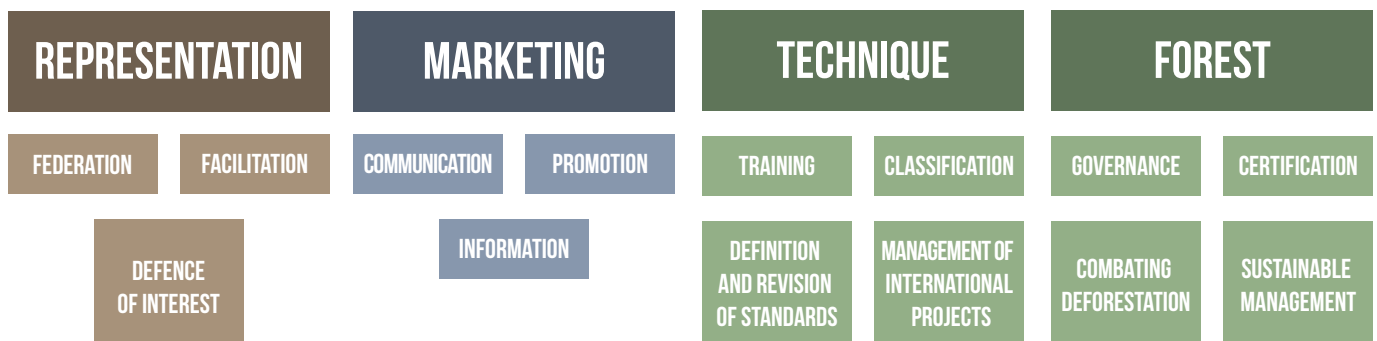 REPRESENTATION
FEDERATION
FACILITATION
DEFENCE
OF INTEREST
MARKETING
COMMUNICATION
PROMOTION
INFORMATION
TECHNIQUE
TRAINING
CLASSIFICATION
DEFINITION
AND REVISION
OF STANDARDS
MANAGEMENT OF
INTERNATIONAL
PROJECTS
FOREST
GOVERNANCE
CERTIFICATION
COMBATING
DEFORESTATION
SUSTAINABLE
MANAGEMENT